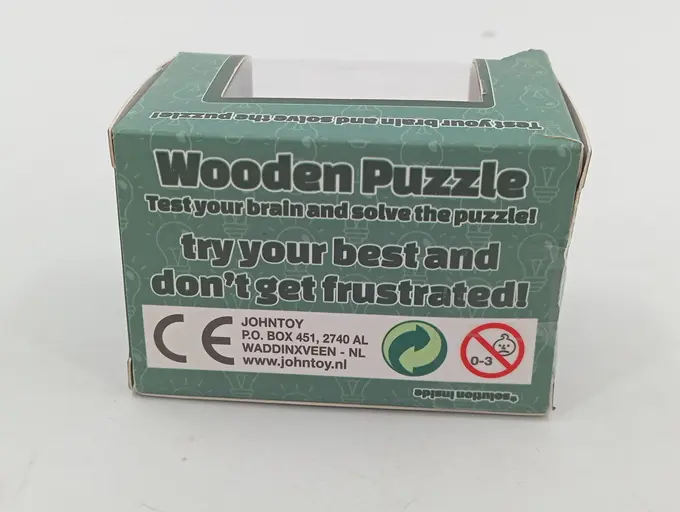 Test your brain and solve the puzzle!
Wooden Puzzle
Test your brain and solve the puzzle!
try your best and
don't get frustrated!
CE
JOHNTOY
P.O. BOX 451, 2740 AL
WADDINXVEEN - NL
www.johntoy.nl
0-3
*solution inside